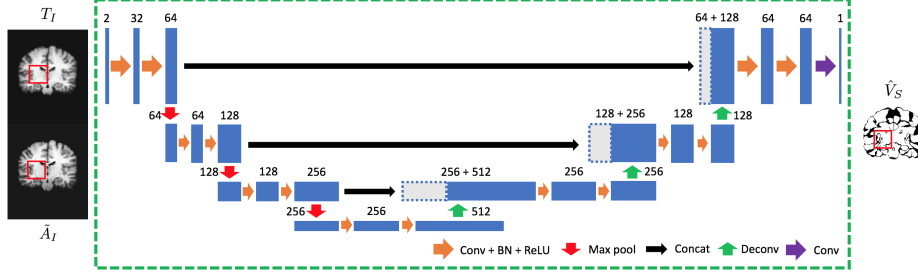 T_I
2 32 64 64 + 128 64 64 1
64 64 128 128 + 256 128 128
V̂_S
128 128 256 256 + 512 256 256
256 256 512
Ã_I
Conv + BN + ReLU Max pool Concat Deconv Conv